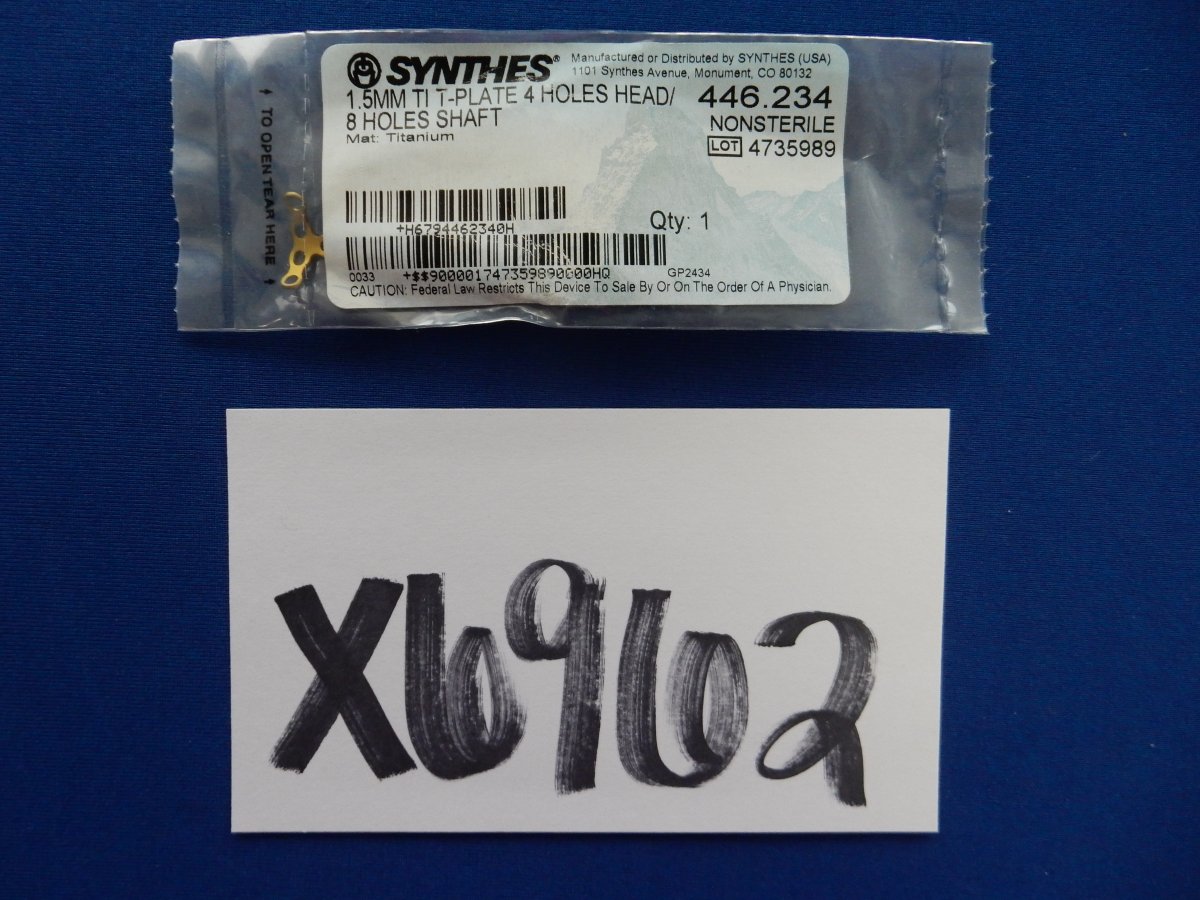 ↑ TO OPEN TEAR HERE ↑
SYNTHES®
Manufactured or Distributed by SYNTHES (USA)
1101 Synthes Avenue, Monument, CO 80132
1.5MM TI T-PLATE 4 HOLES HEAD/
8 HOLES SHAFT
Mat: Titanium
446.234
NONSTERILE
LOT 4735989
+H6794462340H
Qty: 1
0033 +$$900001747359890000HQ GP2434
CAUTION: Federal Law Restricts This Device To Sale By Or On The Order Of A Physician.
X6962